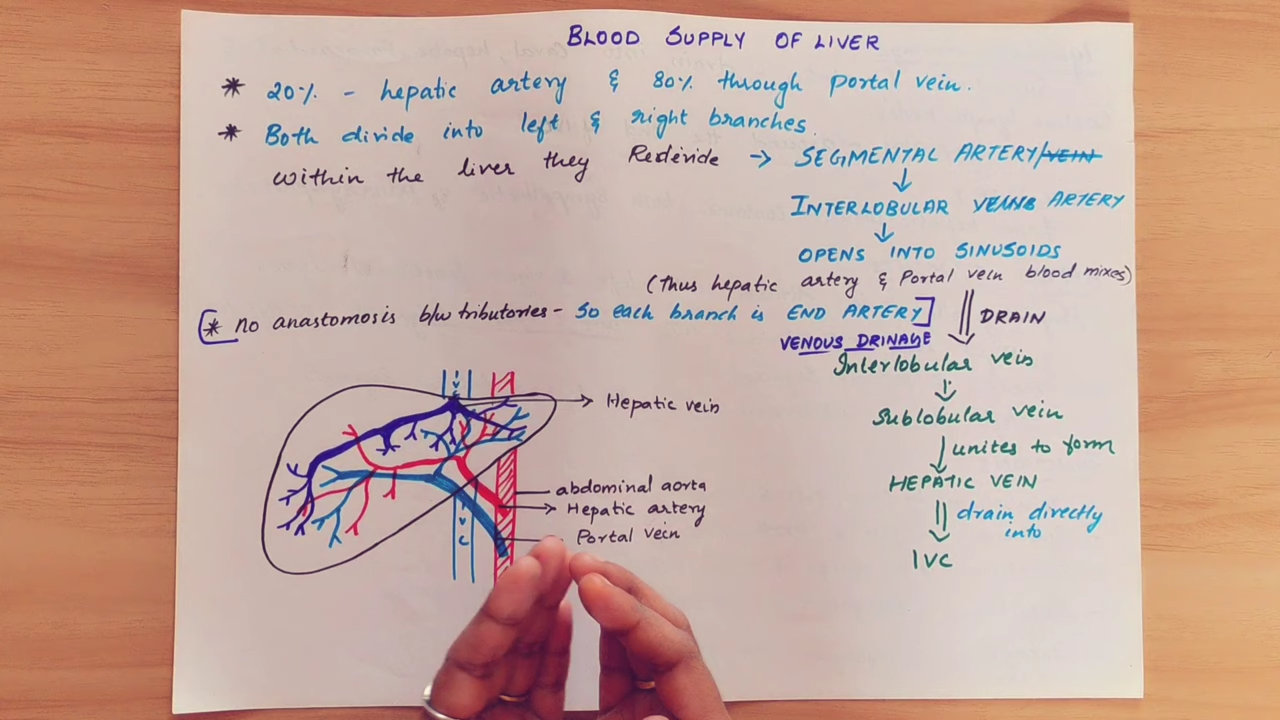 BLOOD SUPPLY OF LIVER
* 20% - hepatic artery & 80% through portal vein.
* Both divide into left & right branches.
within the liver they Redivide → SEGMENTAL ARTERY/VEIN
↓
INTERLOBULAR VEINS ARTERY
↓
OPENS INTO SINUSOIDS
(Thus hepatic artery & Portal vein blood mixes)
[* no anastomosis b/w tributories - So each branch is END ARTERY]
DRAIN
VENOUS DRINAGE
Interlobular vein
↓
Sublobular vein
↓ unites to form
HEPATIC VEIN
⇓ drain directly
into
IVC
IVC
Hepatic vein
abdominal aorta
Hepatic artery
Portal vein
IVC